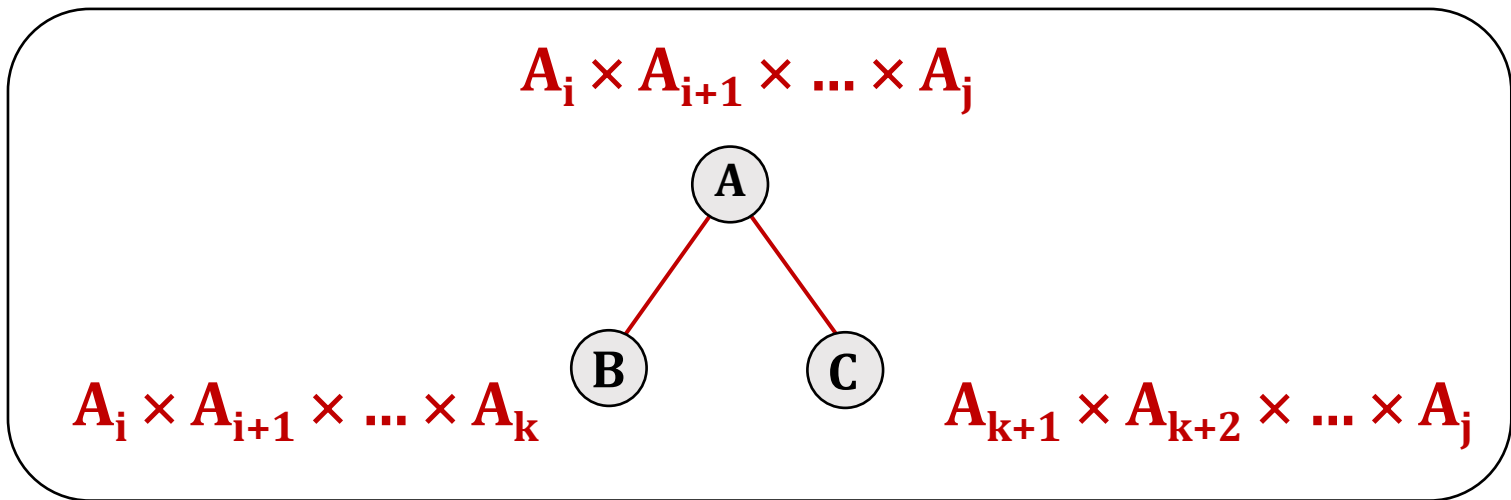 Aᵢ × Aᵢ₊₁ × ... × Aⱼ
A
B
C
Aᵢ × Aᵢ₊₁ × ... × Aₖ
Aₖ₊₁ × Aₖ₊₂ × ... × Aⱼ